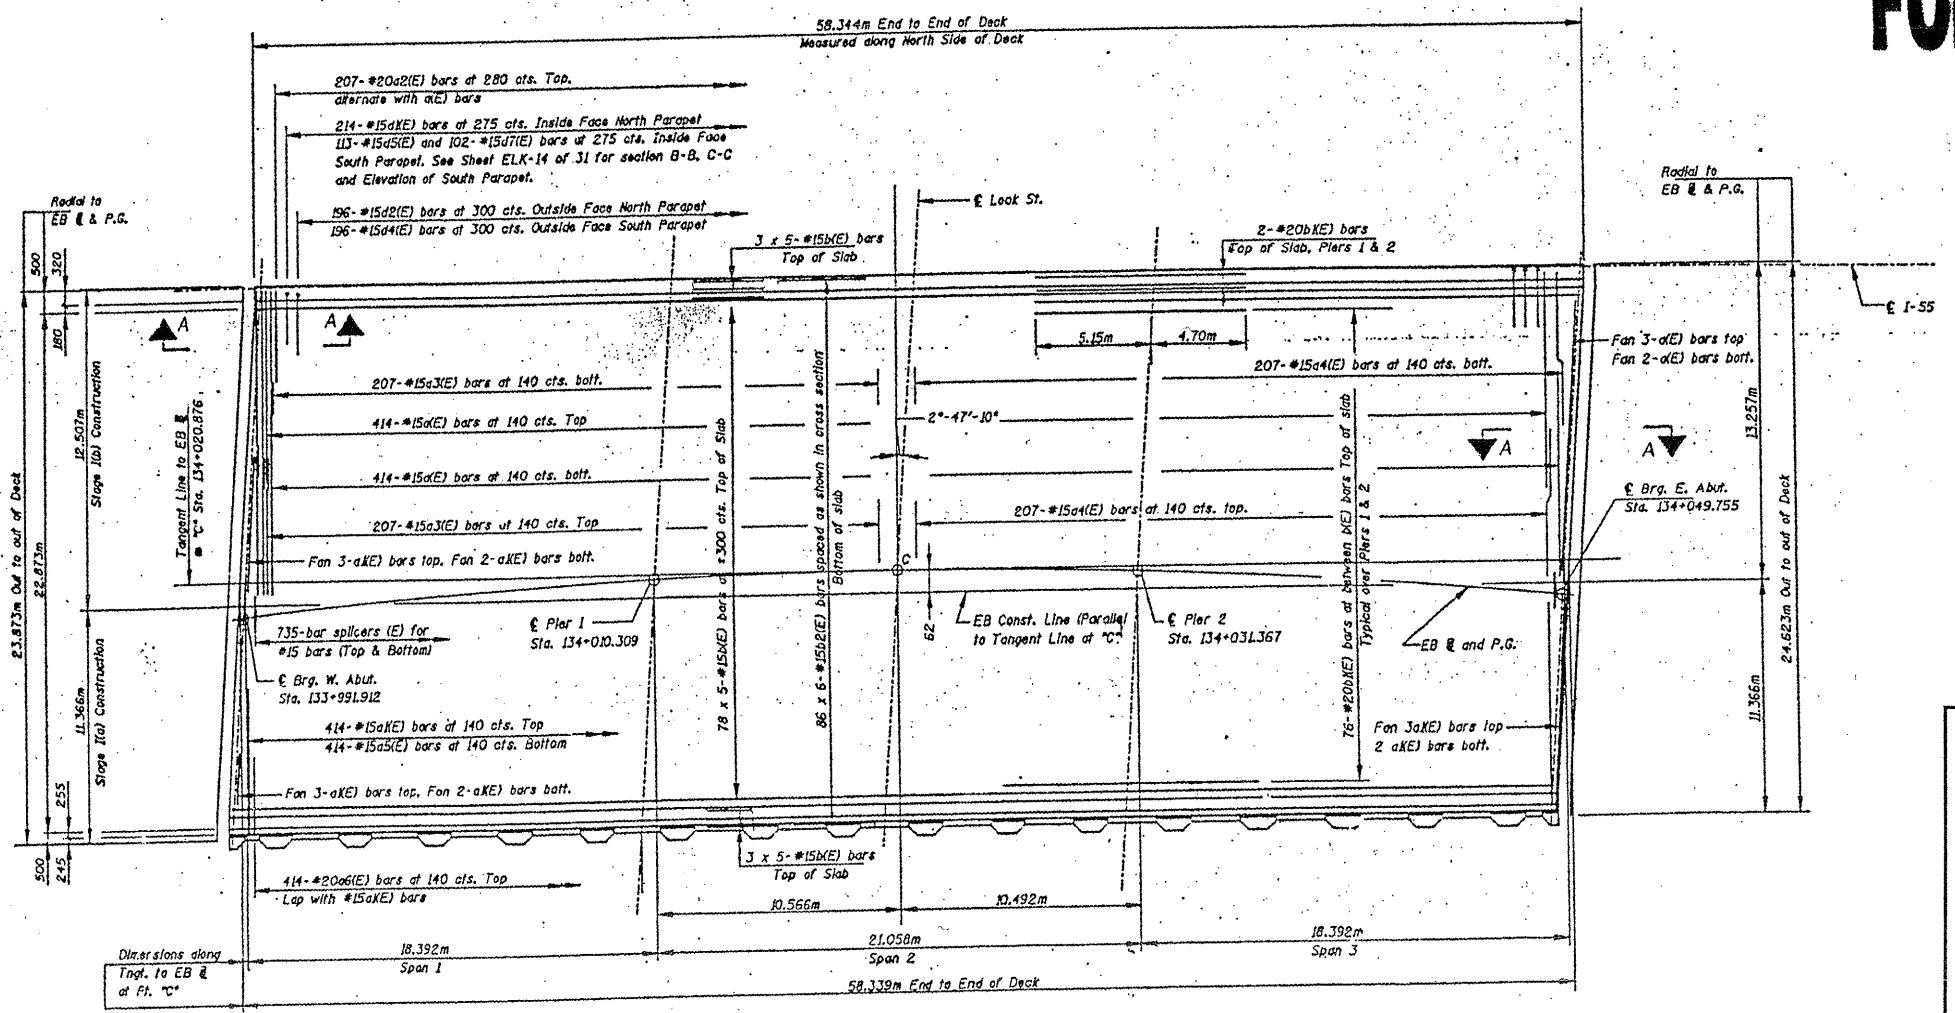 FO
58.344m End to End of Deck
Measured along North Side of Deck
207-#20a2(E) bars at 280 cts. Top.
alternate with a(E) bars
214-#15d1(E) bars at 275 cts. Inside Face North Parapet
113-#15d5(E) and 102-#15d7(E) bars at 275 cts. Inside Face
South Parapet. See Sheet ELK-14 of 31 for section B-B, C-C
and Elevation of South Parapet.
196-#15d2(E) bars at 300 cts. Outside Face North Parapet
196-#15d4(E) bars at 300 cts. Outside Face South Parapet
Radial to
EB ℄ & P.G.
℄ Look St.
3 x 5-#15b(E) bars
Top of Slab
2-#20b1(E) bars
Top of Slab, Piers 1 & 2
Radial to
EB ℄ & P.G.
℄ I-55
500
320
180
A
A
5.15m
4.70m
Fan 3-a(E) bars top
Fan 2-a(E) bars bott.
207-#15a3(E) bars at 140 cts. bott.
207-#15a4(E) bars at 140 cts. bott.
414-#15a(E) bars at 140 cts. Top
2°-47'-10"
A
A
414-#15a(E) bars at 140 cts. bott.
℄ Brg. E. Abut.
Sta. 134+049.755
207-#15a3(E) bars at 140 cts. Top
207-#15a4(E) bars at 140 cts. top.
Fan 3-a1(E) bars top, Fan 2-a1(E) bars bott.
C
23.873m Out to out of Deck
22.873m
12.507m
Stage I(b) Construction
Tangent Line to EB ℄
@ "C" Sta. 134+020.876
78 x 5-#15b(E) bars at ±300 cts. Top of Slab
86 x 6-#15b2(E) bars spaced as shown in cross section
Bottom of slab
76-#20b1(E) bars at between b(E) bars Top of slab
Typical over Piers 1 & 2
13.257m
24.623m Out to out of Deck
62
735-bar splicers (E) for
#15 bars (Top & Bottom)
℄ Pier 1
Sta. 134+010.309
EB Const. Line (Parallel
to Tangent Line at "C"
℄ Pier 2
Sta. 134+031.367
EB ℄ and P.G.
℄ Brg. W. Abut.
Sta. 133+991.912
11.366m
Stage I(a) Construction
11.366m
414-#15a1(E) bars at 140 cts. Top
414-#15a5(E) bars at 140 cts. Bottom
Fan 3a1(E) bars top
2 a1(E) bars bott.
Fan 3-a1(E) bars top, Fan 2-a1(E) bars bott.
255
500
245
3 x 5-#15b(E) bars
Top of Slab
414-#20a6(E) bars at 140 cts. Top
Lap with #15a1(E) bars
10.566m
10.492m
Dimensions along
Tngt. to EB ℄
at Pt. "C"
18.392m
Span 1
21.058m
Span 2
18.392m
Span 3
58.339m End to End of Deck